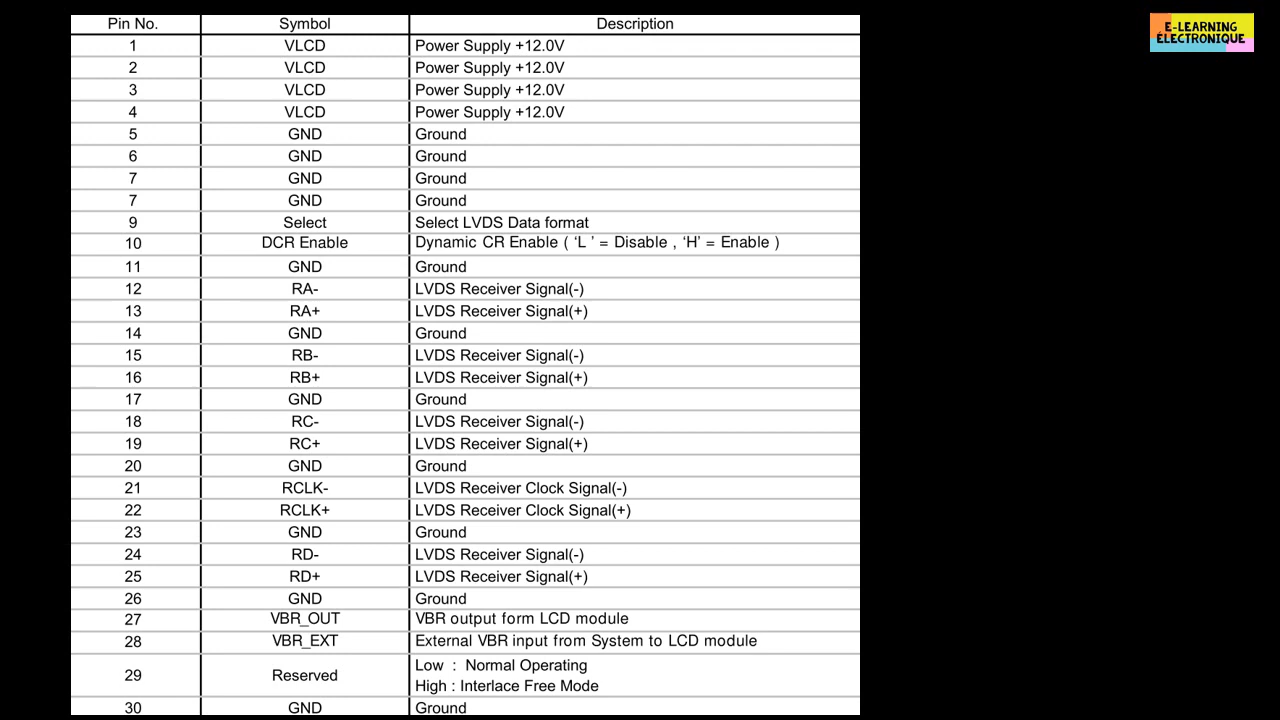 Pin No. Symbol Description
1 VLCD Power Supply +12.0V
2 VLCD Power Supply +12.0V
3 VLCD Power Supply +12.0V
4 VLCD Power Supply +12.0V
5 GND Ground
6 GND Ground
7 GND Ground
7 GND Ground
9 Select Select LVDS Data format
10 DCR Enable Dynamic CR Enable ( ‘L ’ = Disable , ‘H’ = Enable )
11 GND Ground
12 RA- LVDS Receiver Signal(-)
13 RA+ LVDS Receiver Signal(+)
14 GND Ground
15 RB- LVDS Receiver Signal(-)
16 RB+ LVDS Receiver Signal(+)
17 GND Ground
18 RC- LVDS Receiver Signal(-)
19 RC+ LVDS Receiver Signal(+)
20 GND Ground
21 RCLK- LVDS Receiver Clock Signal(-)
22 RCLK+ LVDS Receiver Clock Signal(+)
23 GND Ground
24 RD- LVDS Receiver Signal(-)
25 RD+ LVDS Receiver Signal(+)
26 GND Ground
27 VBR_OUT VBR output form LCD module
28 VBR_EXT External VBR input from System to LCD module
29 Reserved Low : Normal Operating
High : Interlace Free Mode
30 GND Ground
E-LEARNING
ÉLECTRONIQUE